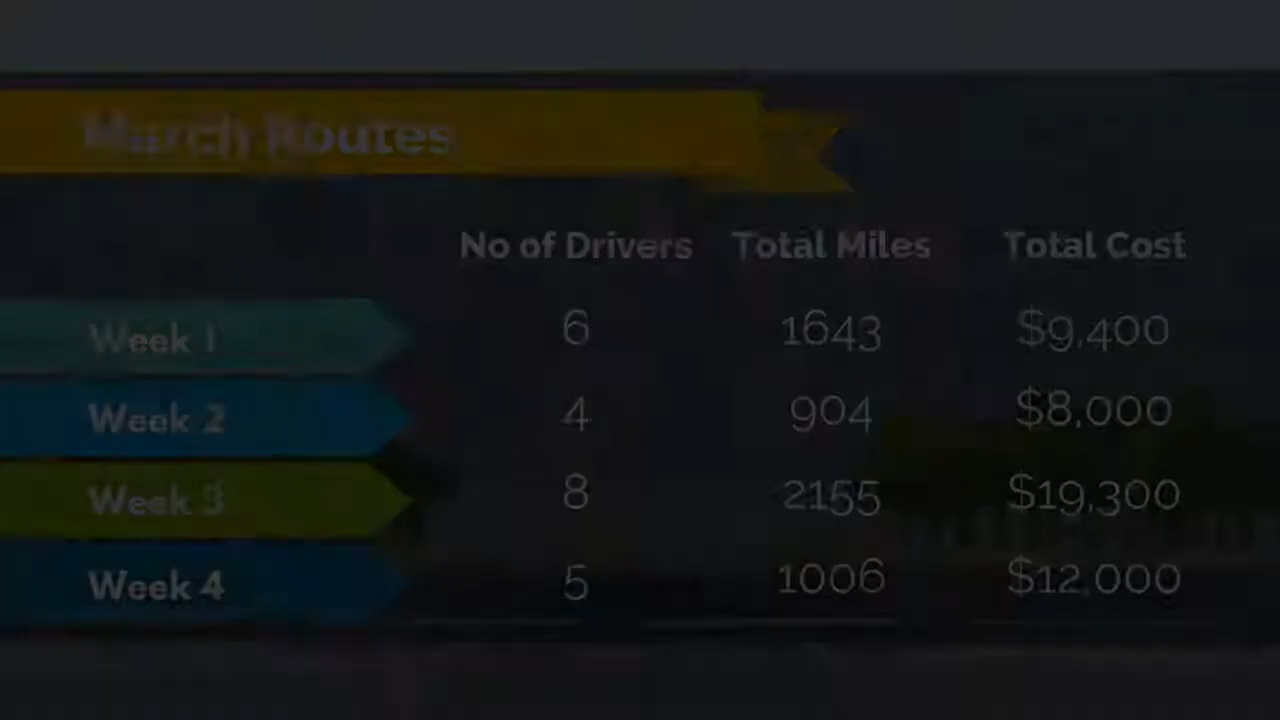 March Routes
No of Drivers Total Miles Total Cost
Week 1 6 1643 $9,400
Week 2 4 904 $8,000
Week 3 8 2155 $19,300
Week 4 5 1006 $12,000